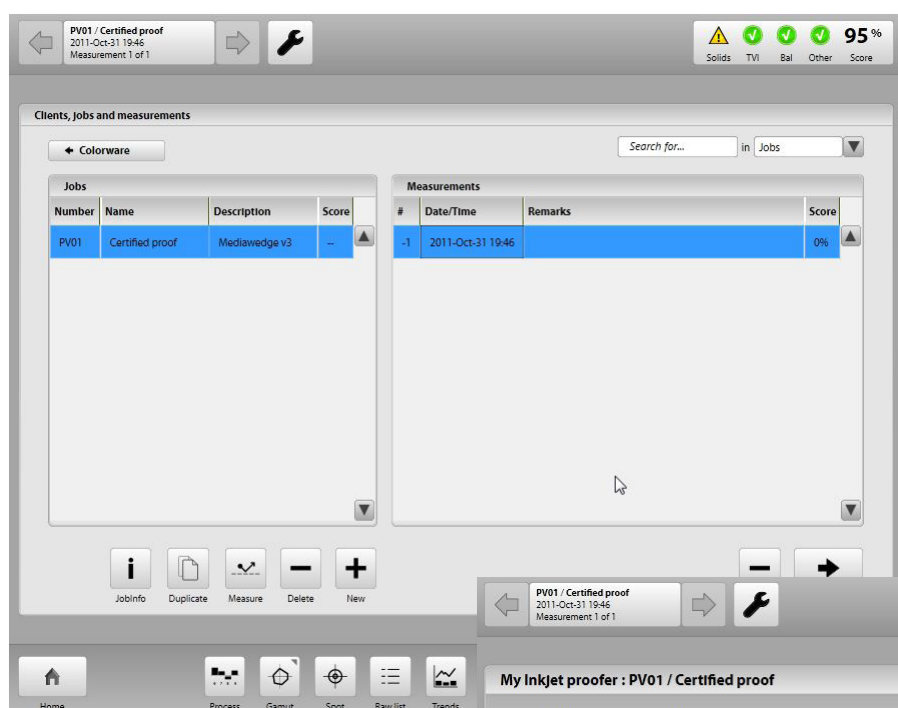 PV01 / Certified proof
2011-Oct-31 19:46
Measurement 1 of 1
95 %
Solids TVI Bal Other Score
Clients, jobs and measurements
Colorware
Search for... in Jobs
Jobs
Number Name Description Score
PV01 Certified proof Mediawedge v3 --
Measurements
# Date/Time Remarks Score
-1 2011-Oct-31 19:46 0%
JobInfo Duplicate Measure Delete New
PV01 / Certified proof
2011-Oct-31 19:46
Measurement 1 of 1
My Inkjet proofer : PV01 / Certified proof
Home Process Gamut Spot Raw list Trends